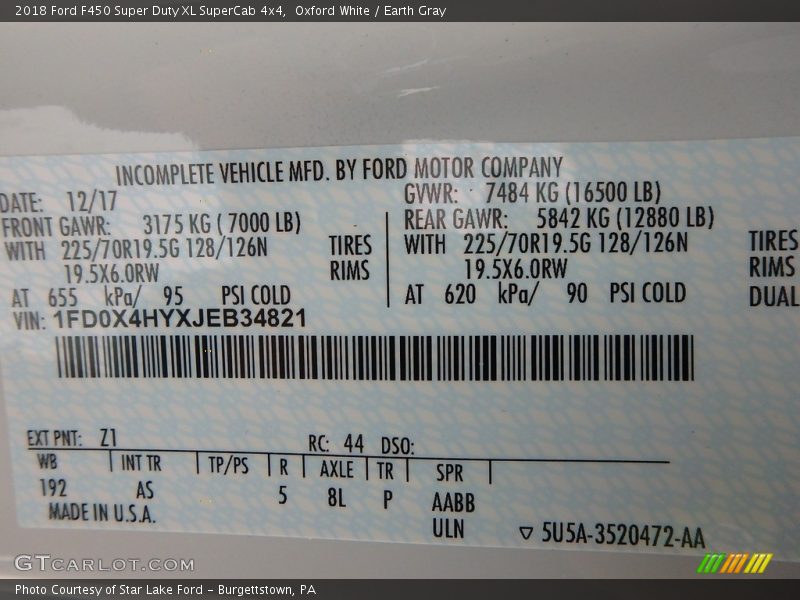 2018 Ford F450 Super Duty XL SuperCab 4x4, Oxford White / Earth Gray
INCOMPLETE VEHICLE MFD. BY FORD MOTOR COMPANY
DATE: 12/17
GVWR: 7484 KG (16500 LB)
FRONT GAWR: 3175 KG ( 7000 LB)
REAR GAWR: 5842 KG (12880 LB)
WITH 225/70R19.5G 128/126N TIRES
WITH 225/70R19.5G 128/126N TIRES
19.5X6.0RW RIMS
19.5X6.0RW RIMS
AT 655 kPa/ 95 PSI COLD
AT 620 kPa/ 90 PSI COLD DUAL
VIN: 1FD0X4HYXJEB34821
EXT PNT: Z1 RC: 44 DSO:
WB INT TR TP/PS R AXLE TR SPR
192 AS 5 8L P AABB
MADE IN U.S.A. ULN
5U5A-3520472-AA
GTCARLOT.COM
Photo Courtesy of Star Lake Ford – Burgettstown, PA